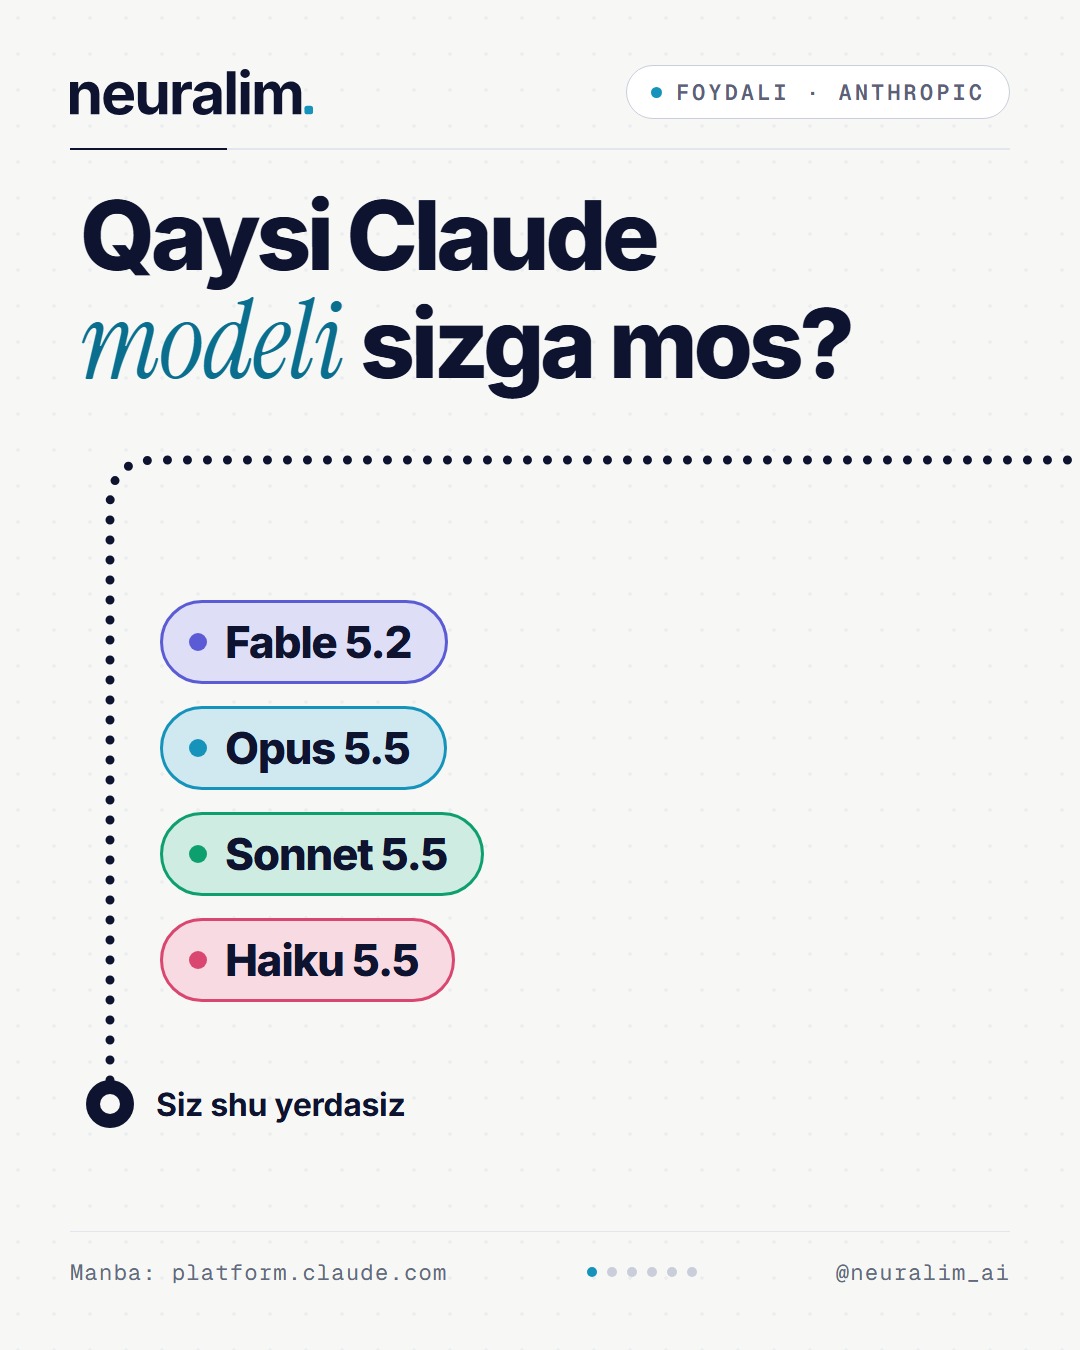 neuralim.
FOYDALI · ANTHROPIC
Qaysi Claude
modeli sizga mos?
Fable 5.2
Opus 5.5
Sonnet 5.5
Haiku 5.5
Siz shu yerdasiz
Manba: platform.claude.com
@neuralim_ai